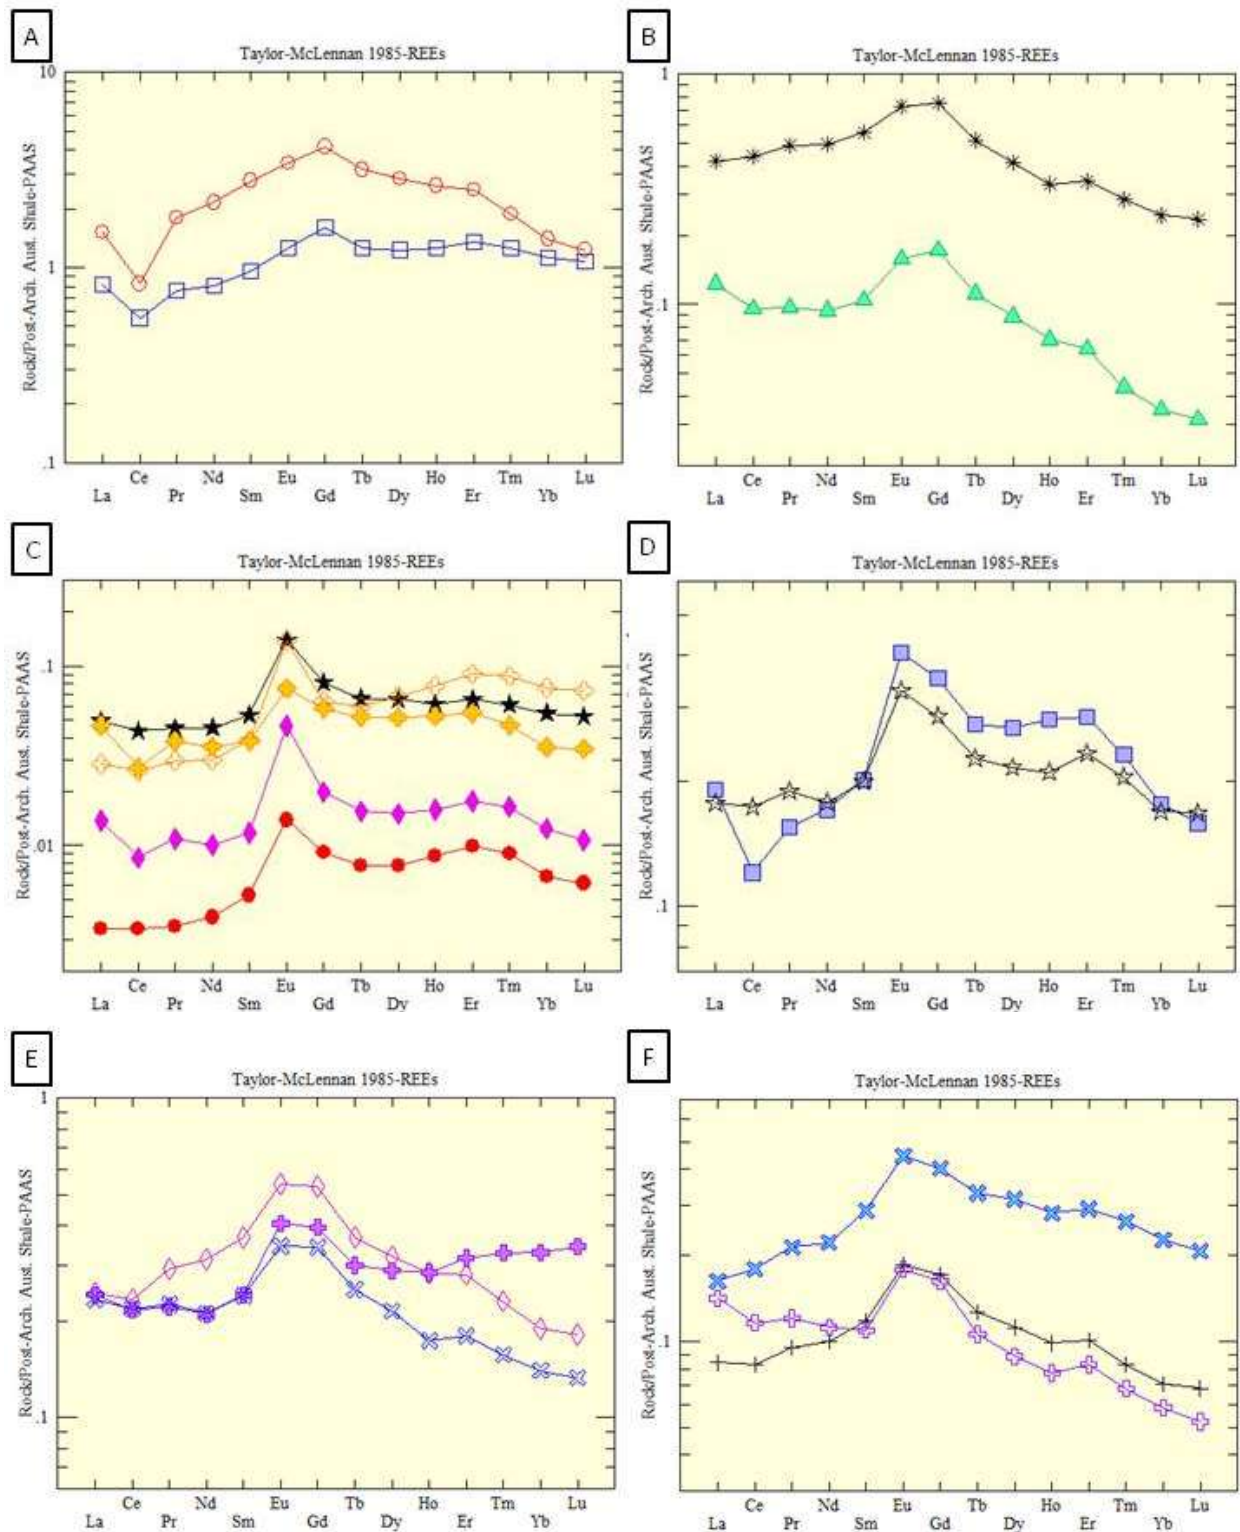 A
Taylor-McLennan 1985-REEs
Rock/Post-Arch. Aust. Shale-PAAS
10
1
.1
La Ce Pr Nd Sm Eu Gd Tb Dy Ho Er Tm Yb Lu
B
Taylor-McLennan 1985-REEs
Rock/Post-Arch. Aust. Shale-PAAS
1
.1
La Ce Pr Nd Sm Eu Gd Tb Dy Ho Er Tm Yb Lu
C
Taylor-McLennan 1985-REEs
Rock/Post-Arch. Aust. Shale-PAAS
.1
.01
La Ce Pr Nd Sm Eu Gd Tb Dy Ho Er Tm Yb Lu
D
Taylor-McLennan 1985-REEs
Rock/Post-Arch. Aust. Shale-PAAS
.1
La Ce Pr Nd Sm Eu Gd Tb Dy Ho Er Tm Yb Lu
E
Taylor-McLennan 1985-REEs
Rock/Post-Arch. Aust. Shale-PAAS
1
.1
La Ce Pr Nd Sm Eu Gd Tb Dy Ho Er Tm Yb Lu
F
Taylor-McLennan 1985-REEs
Rock/Post-Arch. Aust. Shale-PAAS
.1
La Ce Pr Nd Sm Eu Gd Tb Dy Ho Er Tm Yb Lu